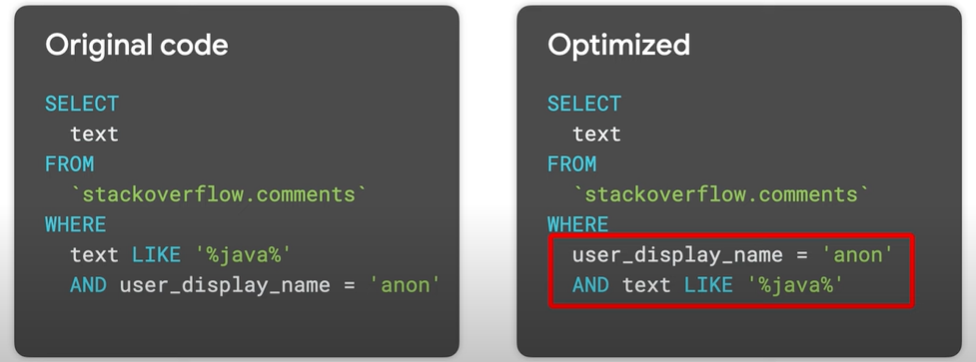 Original code
SELECT
text
FROM
`stackoverflow.comments`
WHERE
text LIKE '%java%'
AND user_display_name = 'anon'
Optimized
SELECT
text
FROM
`stackoverflow.comments`
WHERE
user_display_name = 'anon'
AND text LIKE '%java%'